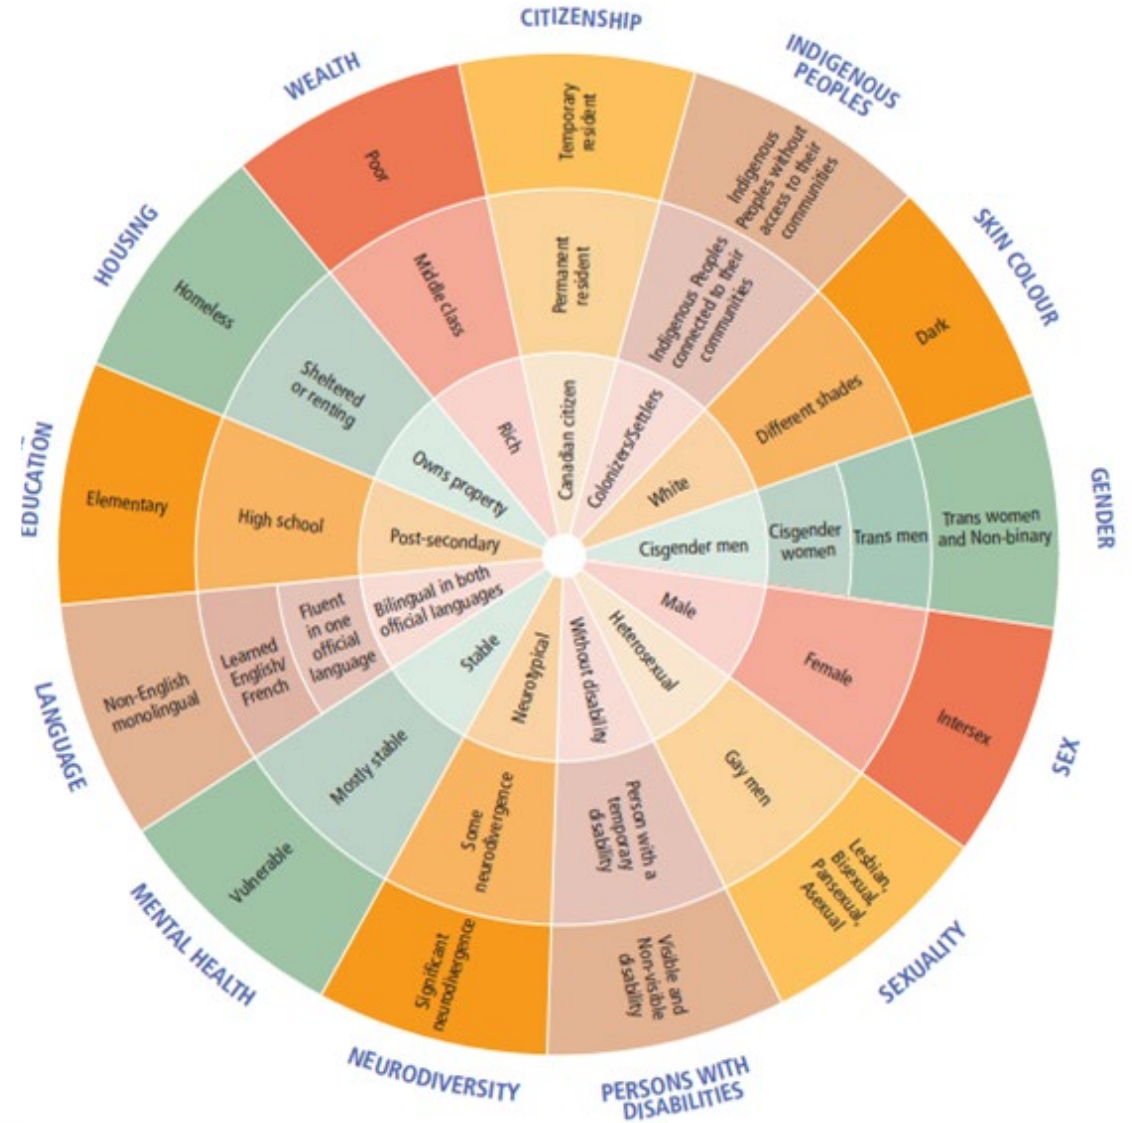 CITIZENSHIP
Temporary
resident
Permanent
resident
Canadian citizen
INDIGENOUS
PEOPLES
Indigenous
Peoples without
access to their
communities
Indigenous Peoples
connected to their
communities
Colonizers/Settlers
SKIN COLOUR
Dark
Different shades
White
GENDER
Trans women
and Non-binary
Trans men
Cisgender
women
Cisgender men
SEX
Intersex
Female
Male
SEXUALITY
Lesbian,
Bisexual,
Pansexual,
Asexual
Gay men
Heterosexual
PERSONS WITH
DISABILITIES
Visible and
Non-visible
disability
Person with a
temporary
disability
Without disability
NEURODIVERSITY
Significant
neurodivergence
Some
neurodivergence
Neurotypical
MENTAL HEALTH
Vulnerable
Mostly stable
Stable
LANGUAGE
Non-English
monolingual
Learned
English/
French
Fluent
in one
official
language
Bilingual in both
official languages
EDUCATION
Elementary
High school
Post-secondary
HOUSING
Homeless
Sheltered
or renting
Owns property
WEALTH
Poor
Middle class
Rich